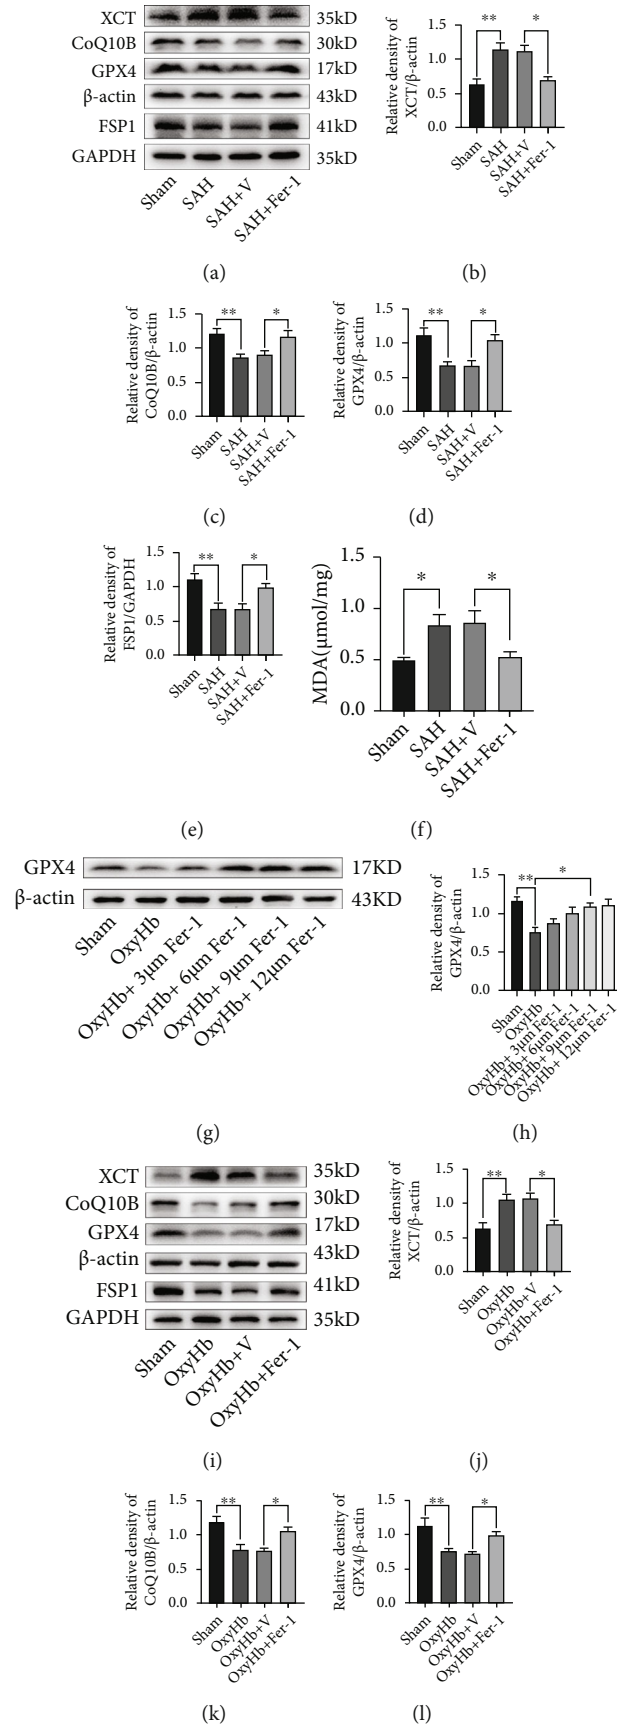 XCT 35kD
CoQ10B 30kD
GPX4 17kD
β-actin 43kD
FSP1 41kD
GAPDH 35kD
Sham SAH SAH+V SAH+Fer-1
(a)
Relative density of
XCT/β-actin
1.5
1.0
0.5
0.0
** *
Sham SAH SAH+V SAH+Fer-1
(b)
Relative density of
CoQ10B/β-actin
1.5
1.0
0.5
0.0
** *
Sham SAH SAH+V SAH+Fer-1
(c)
Relative density of
GPX4/β-actin
1.5
1.0
0.5
0.0
** *
Sham SAH SAH+V SAH+Fer-1
(d)
Relative density of
FSP1/GAPDH
1.5
1.0
0.5
0.0
** *
Sham SAH SAH+V SAH+Fer-1
(e)
MDA(μmol/mg)
1.5
1.0
0.5
0.0
* *
Sham SAH SAH+V SAH+Fer-1
(f)
GPX4 17KD
β-actin 43KD
Sham OxyHb OxyHb+ 3μm Fer-1 OxyHb+ 6μm Fer-1 OxyHb+ 9μm Fer-1 OxyHb+ 12μm Fer-1
(g)
Relative density of
GPX4/β-actin
1.5
1.0
0.5
0.0
** *
Sham OxyHb OxyHb+ 3μm Fer-1 OxyHb+ 6μm Fer-1 OxyHb+ 9μm Fer-1 OxyHb+ 12μm Fer-1
(h)
XCT 35kD
CoQ10B 30kD
GPX4 17kD
β-actin 43kD
FSP1 41kD
GAPDH 35kD
Sham OxyHb OxyHb+V OxyHb+Fer-1
(i)
Relative density of
XCT/β-actin
1.5
1.0
0.5
0.0
** *
Sham OxyHb OxyHb+V OxyHb+Fer-1
(j)
Relative density of
CoQ10B/β-actin
1.5
1.0
0.5
0.0
** *
Sham OxyHb OxyHb+V OxyHb+Fer-1
(k)
Relative density of
GPX4/β-actin
1.5
1.0
0.5
0.0
** *
Sham OxyHb OxyHb+V OxyHb+Fer-1
(l)